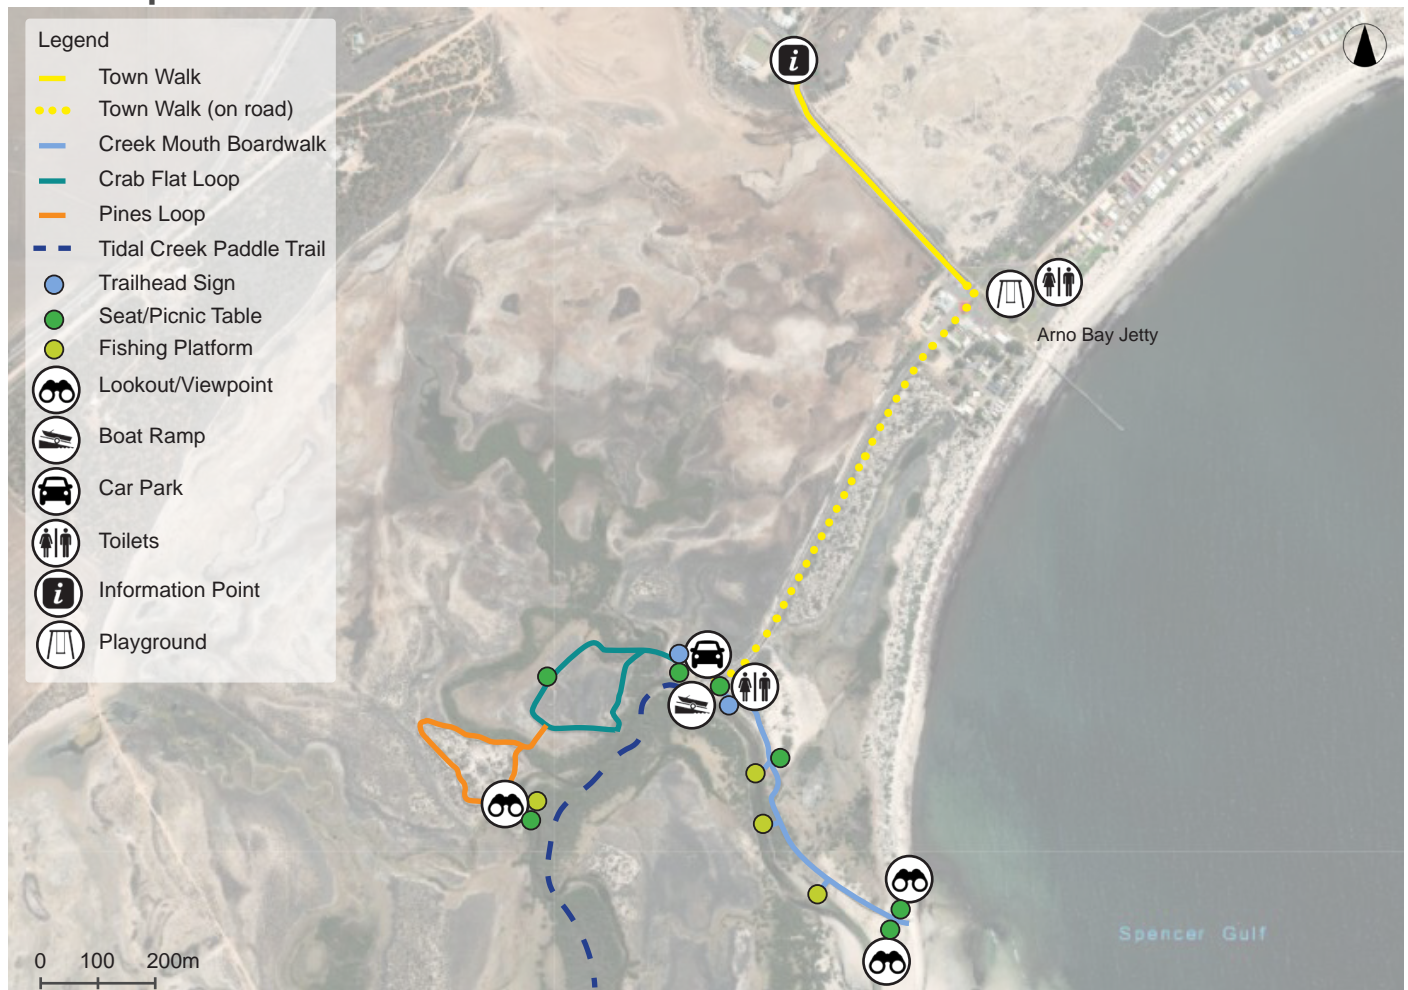 Legend
Town Walk
Town Walk (on road)
Creek Mouth Boardwalk
Crab Flat Loop
Pines Loop
Tidal Creek Paddle Trail
Trailhead Sign
Seat/Picnic Table
Fishing Platform
Lookout/Viewpoint
Boat Ramp
Car Park
Toilets
i Information Point
Playground
i
Arno Bay Jetty
Spencer Gulf
0 100 200m